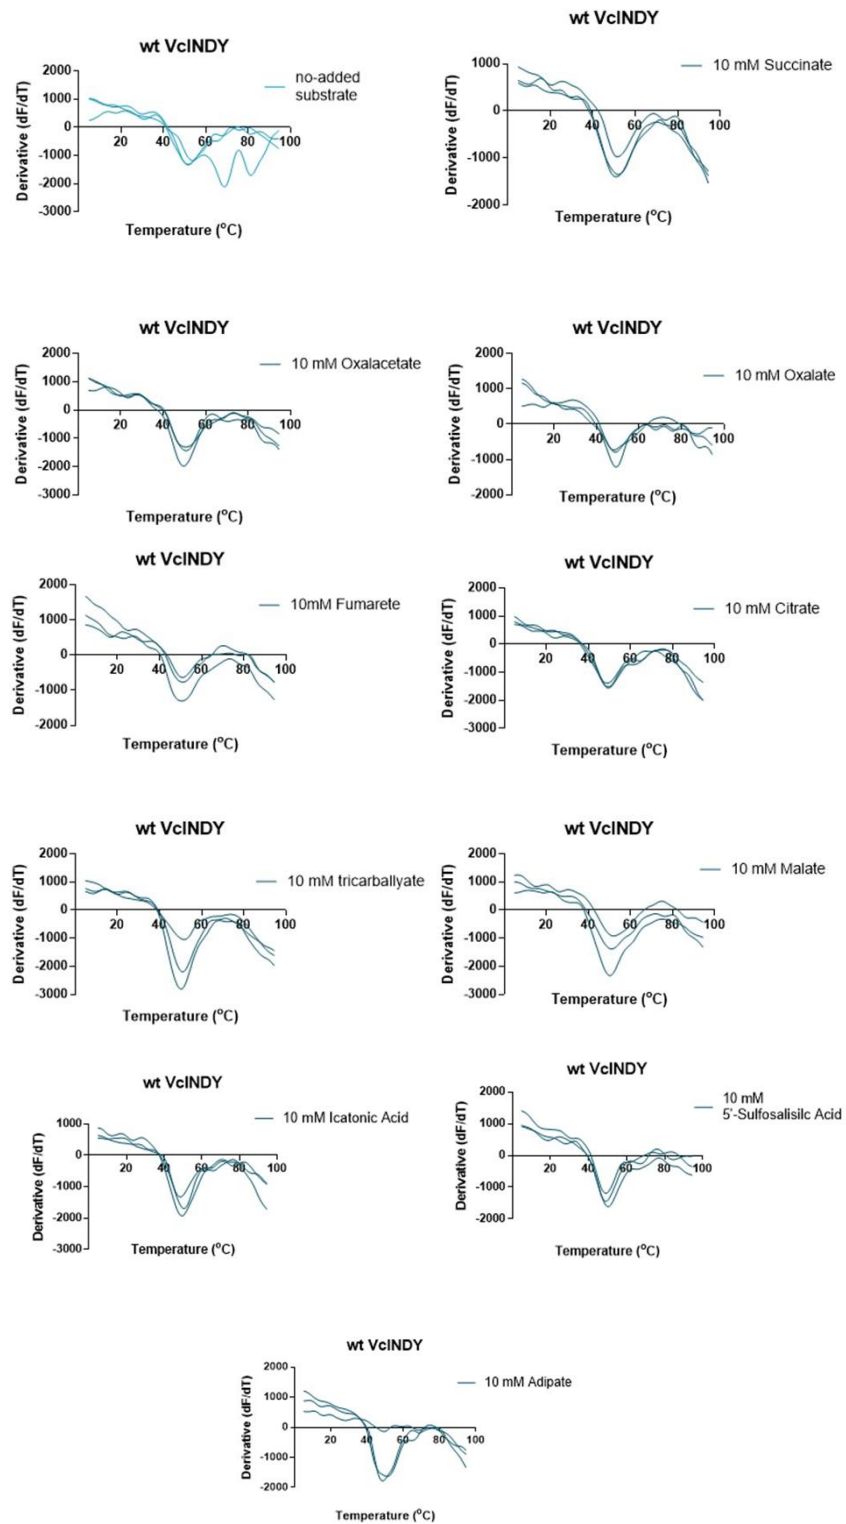 wt VcINDY
no-added
substrate
2000
1000
0
-1000
-2000
-3000
20
40
60
80
100
Derivative (dF/dT)
Temperature (oC)
wt VcINDY
10 mM Succinate
1000
0
-1000
-2000
20
40
60
80
100
Derivative (dF/dT)
Temperature (oC)
wt VcINDY
10 mM Oxalacetate
2000
1000
0
-1000
-2000
-3000
20
40
60
80
100
Derivative (dF/dT)
Temperature (oC)
wt VcINDY
10 mM Oxalate
2000
1000
0
-1000
-2000
20
40
60
80
100
Derivative (dF/dT)
Temperature (oC)
wt VcINDY
10mM Fumarete
2000
1000
0
-1000
-2000
20
40
60
80
100
Derivative (dF/dT)
Temperature (oC)
wt VcINDY
10 mM Citrate
2000
1000
0
-1000
-2000
-3000
20
40
60
80
100
Derivative (dF/dT)
Temperature (oC)
wt VcINDY
10 mM tricarballyate
2000
1000
0
-1000
-2000
-3000
20
40
60
80
100
Derivative (dF/dT)
Temperature (oC)
wt VcINDY
10 mM Malate
2000
1000
0
-1000
-2000
-3000
20
40
60
80
100
Derivative (dF/dT)
Temperature (oC)
wt VcINDY
10 mM Icatonic Acid
1000
0
-1000
-2000
-3000
20
40
60
80
100
Derivative (dF/dT)
Temperature (oC)
wt VcINDY
10 mM
5'-Sulfosalisilc Acid
2000
1000
0
-1000
-2000
20
40
60
80
100
Derivative (dF/dT)
Temperature (oC)
wt VcINDY
10 mM Adipate
2000
1000
0
-1000
-2000
20
40
60
80
100
Derivative (dF/dT)
Temperature (oC)